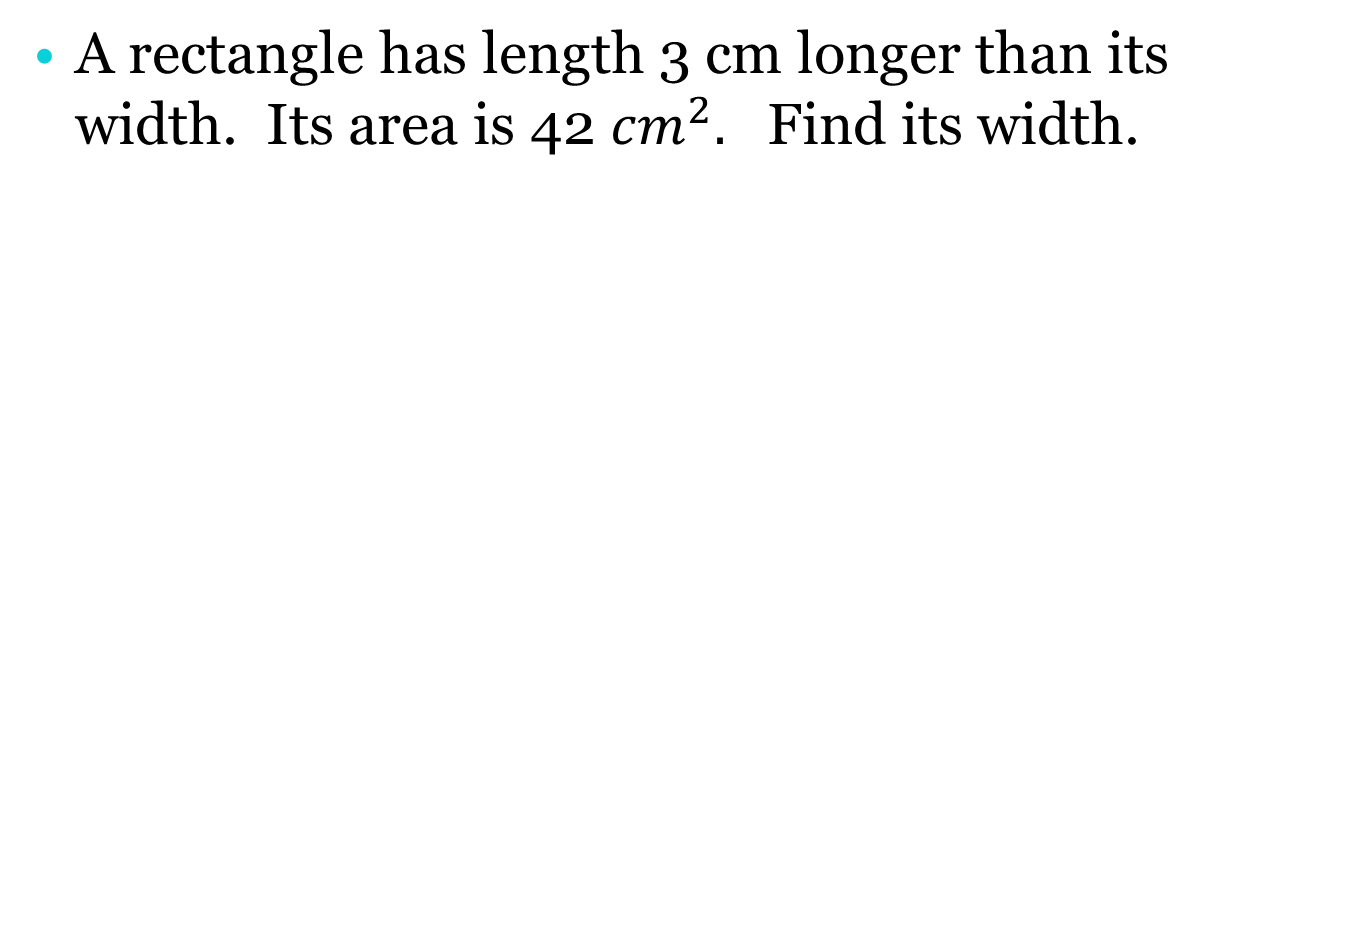 • A rectangle has length 3 cm longer than its
width.  Its area is 42 cm².   Find its width.